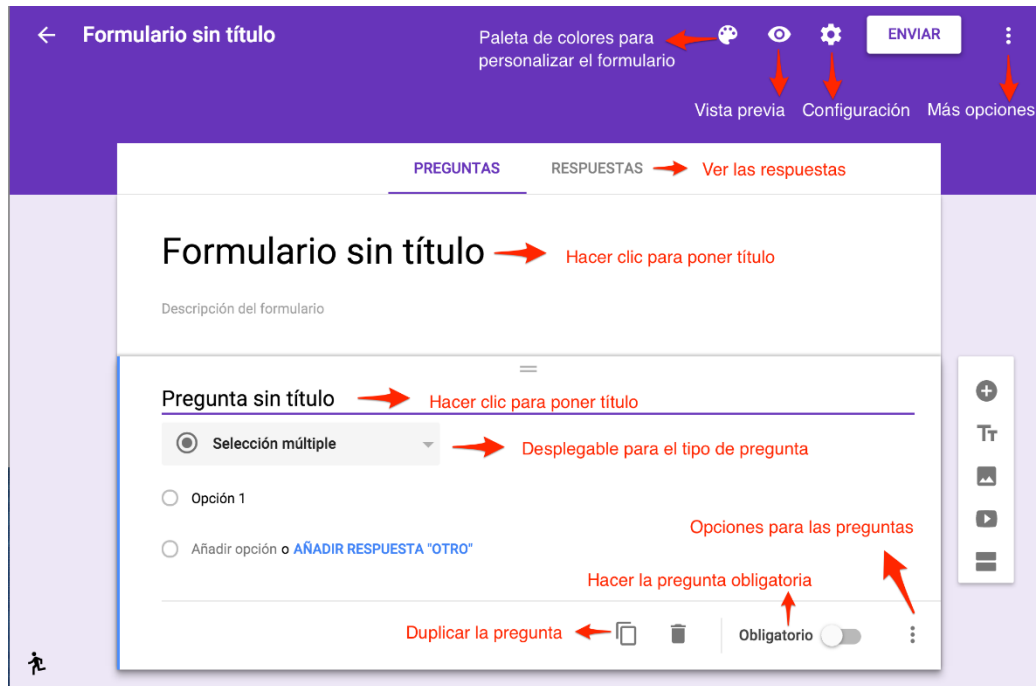 Formulario sin título
Paleta de colores para
personalizar el formulario
ENVIAR
Vista previa
Configuración
Más opciones
PREGUNTAS
RESPUESTAS
Ver las respuestas
Formulario sin título
Hacer clic para poner título
Descripción del formulario
Pregunta sin título
Hacer clic para poner título
Selección múltiple
Desplegable para el tipo de pregunta
Opción 1
Opciones para las preguntas
Añadir opción o AÑADIR RESPUESTA "OTRO"
Hacer la pregunta obligatoria
Duplicar la pregunta
Obligatorio
Tt